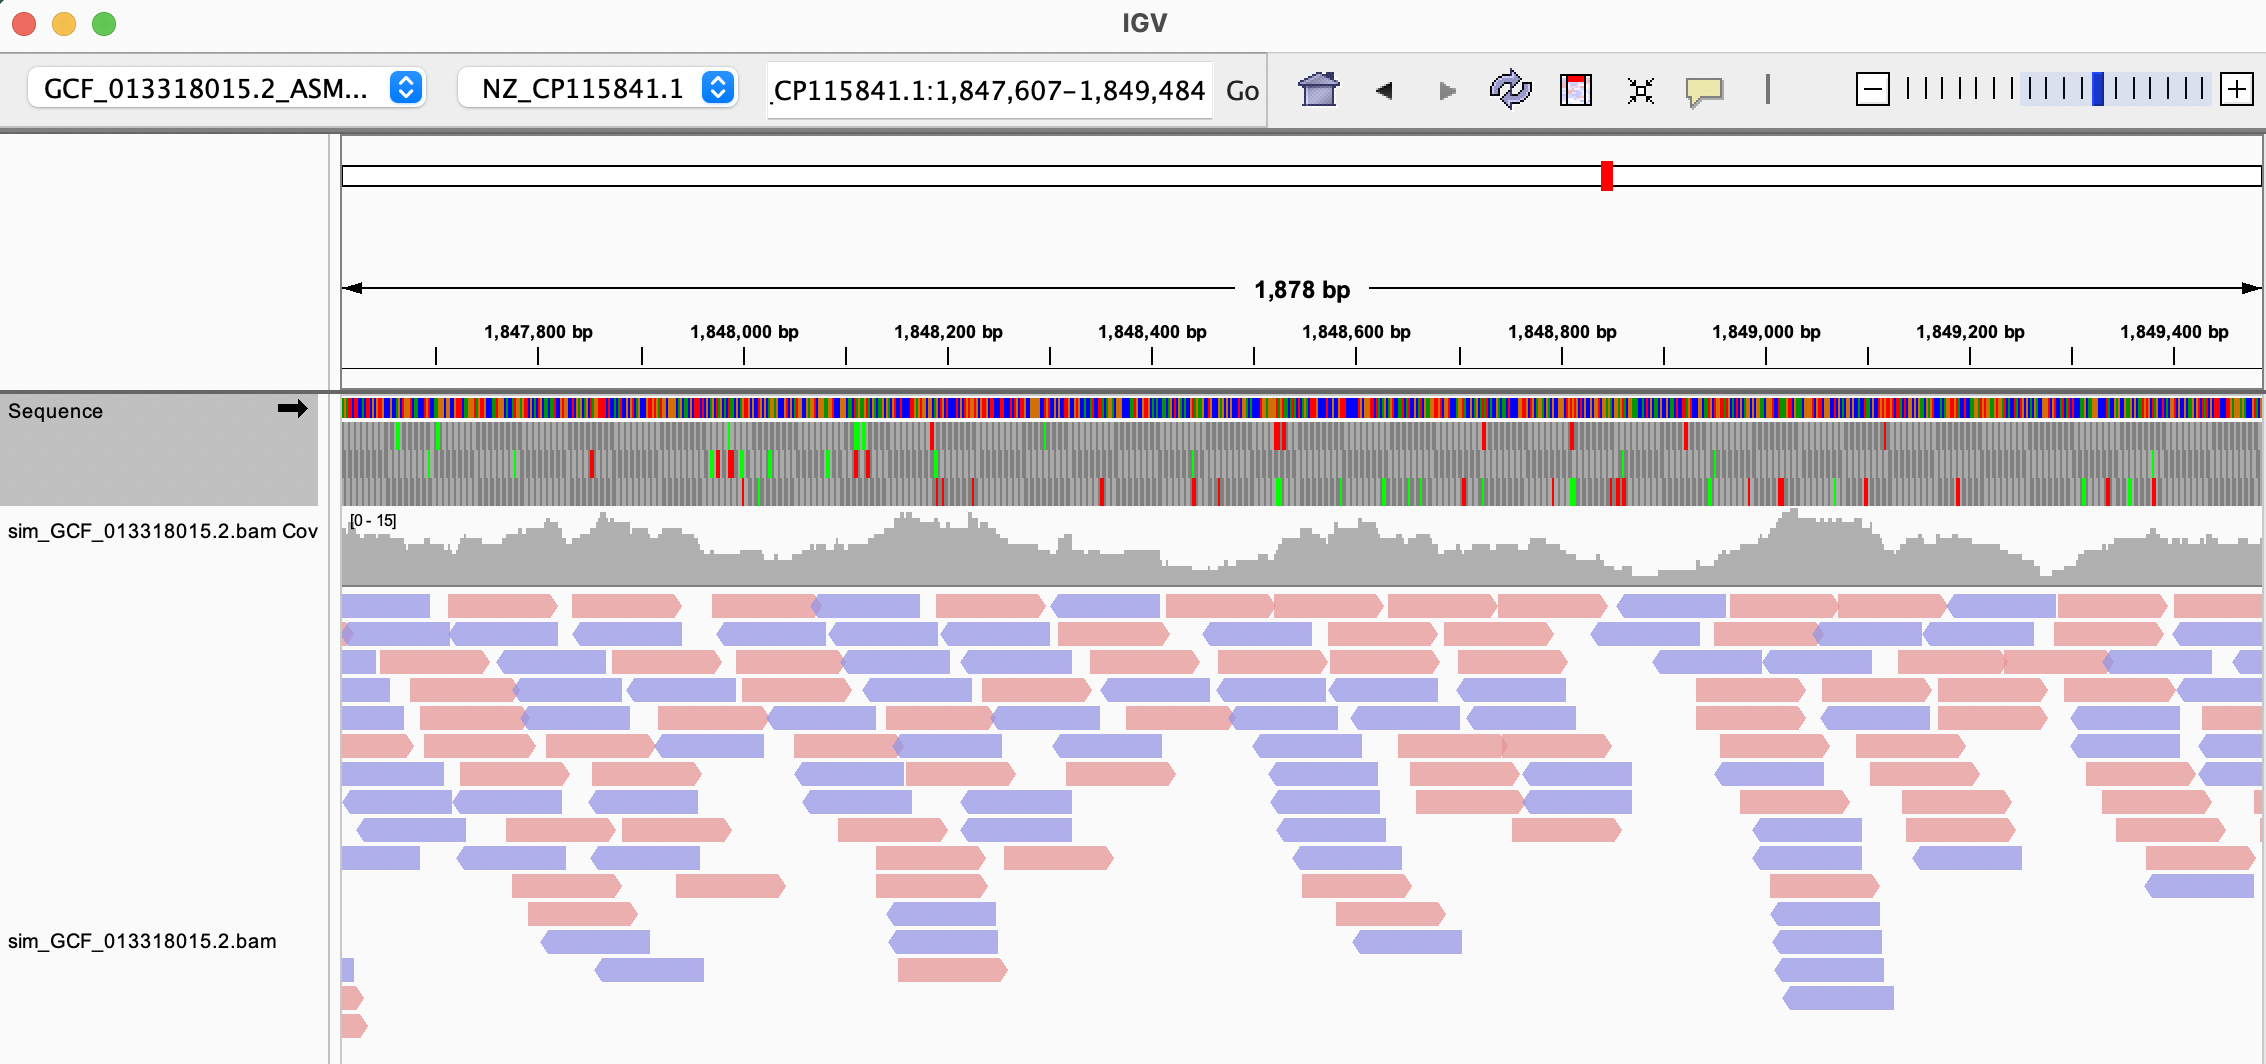 IGV
GCF_013318015.2_ASM... NZ_CP115841.1 CP115841.1:1,847,607-1,849,484 Go
1,878 bp
1,847,800 bp 1,848,000 bp 1,848,200 bp 1,848,400 bp 1,848,600 bp 1,848,800 bp 1,849,000 bp 1,849,200 bp 1,849,400 bp
Sequence
[0 - 15]
sim_GCF_013318015.2.bam Cov
sim_GCF_013318015.2.bam